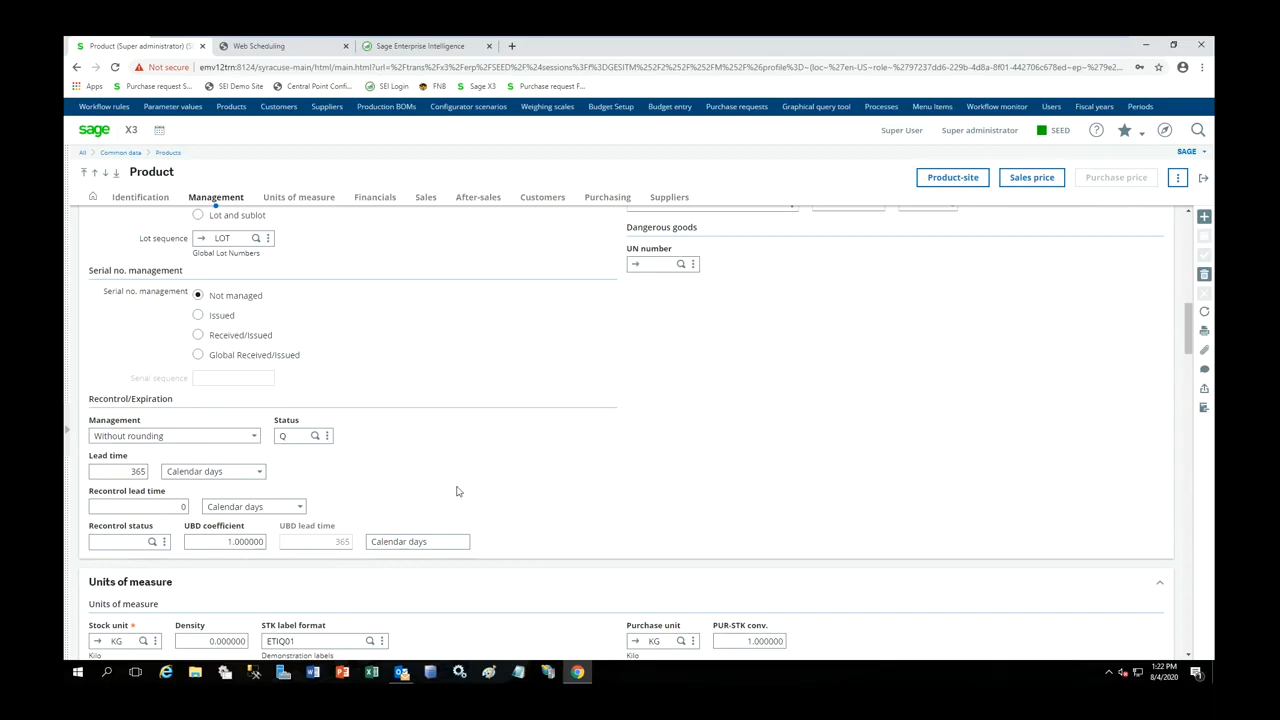 Product (Super administrator) (S
Web Scheduling
Sage Enterprise Intelligence
Not secure
emv12trn:8124/syracuse-main/html/main.html?url=%2Ftrans%2Fx3%2Ferp%2FSEED%2F%24sessions%3Ff%3DGESITM%252F2%252F%252FM%252F%26profile%3D~(loc~%27en-US~role~%2797237dd6-229b-4d8a-8f01-442706c678ed~ep~%279e2...
Apps
Purchase request S...
SEI Demo Site
Central Point Confi...
SEI Login
FNB
Sage X3
Purchase request F...
Workflow rules
Parameter values
Products
Customers
Suppliers
Production BOMs
Configurator scenarios
Weighing scales
Budget Setup
Budget entry
Purchase requests
Graphical query tool
Processes
Menu Items
Workflow monitor
Users
Fiscal years
Periods
sage X3
Super User
Super administrator
SEED
All > Common data > Products
SAGE
Product
Product-site
Sales price
Purchase price
Identification
Management
Units of measure
Financials
Sales
After-sales
Customers
Purchasing
Suppliers
Lot and sublot
Lot sequence
LOT
Global Lot Numbers
Dangerous goods
UN number
Serial no. management
Serial no. management
Not managed
Issued
Received/Issued
Global Received/Issued
Serial sequence
Recontrol/Expiration
Management
Status
Without rounding
Q
Lead time
365
Calendar days
Recontrol lead time
0
Calendar days
Recontrol status
UBD coefficient
UBD lead time
1.000000
365
Calendar days
Units of measure
Units of measure
Stock unit *
Density
STK label format
Purchase unit
PUR-STK conv.
KG
0.000000
ETIQ01
KG
1.000000
Kilo
Demonstration labels
Kilo
1:22 PM
8/4/2020